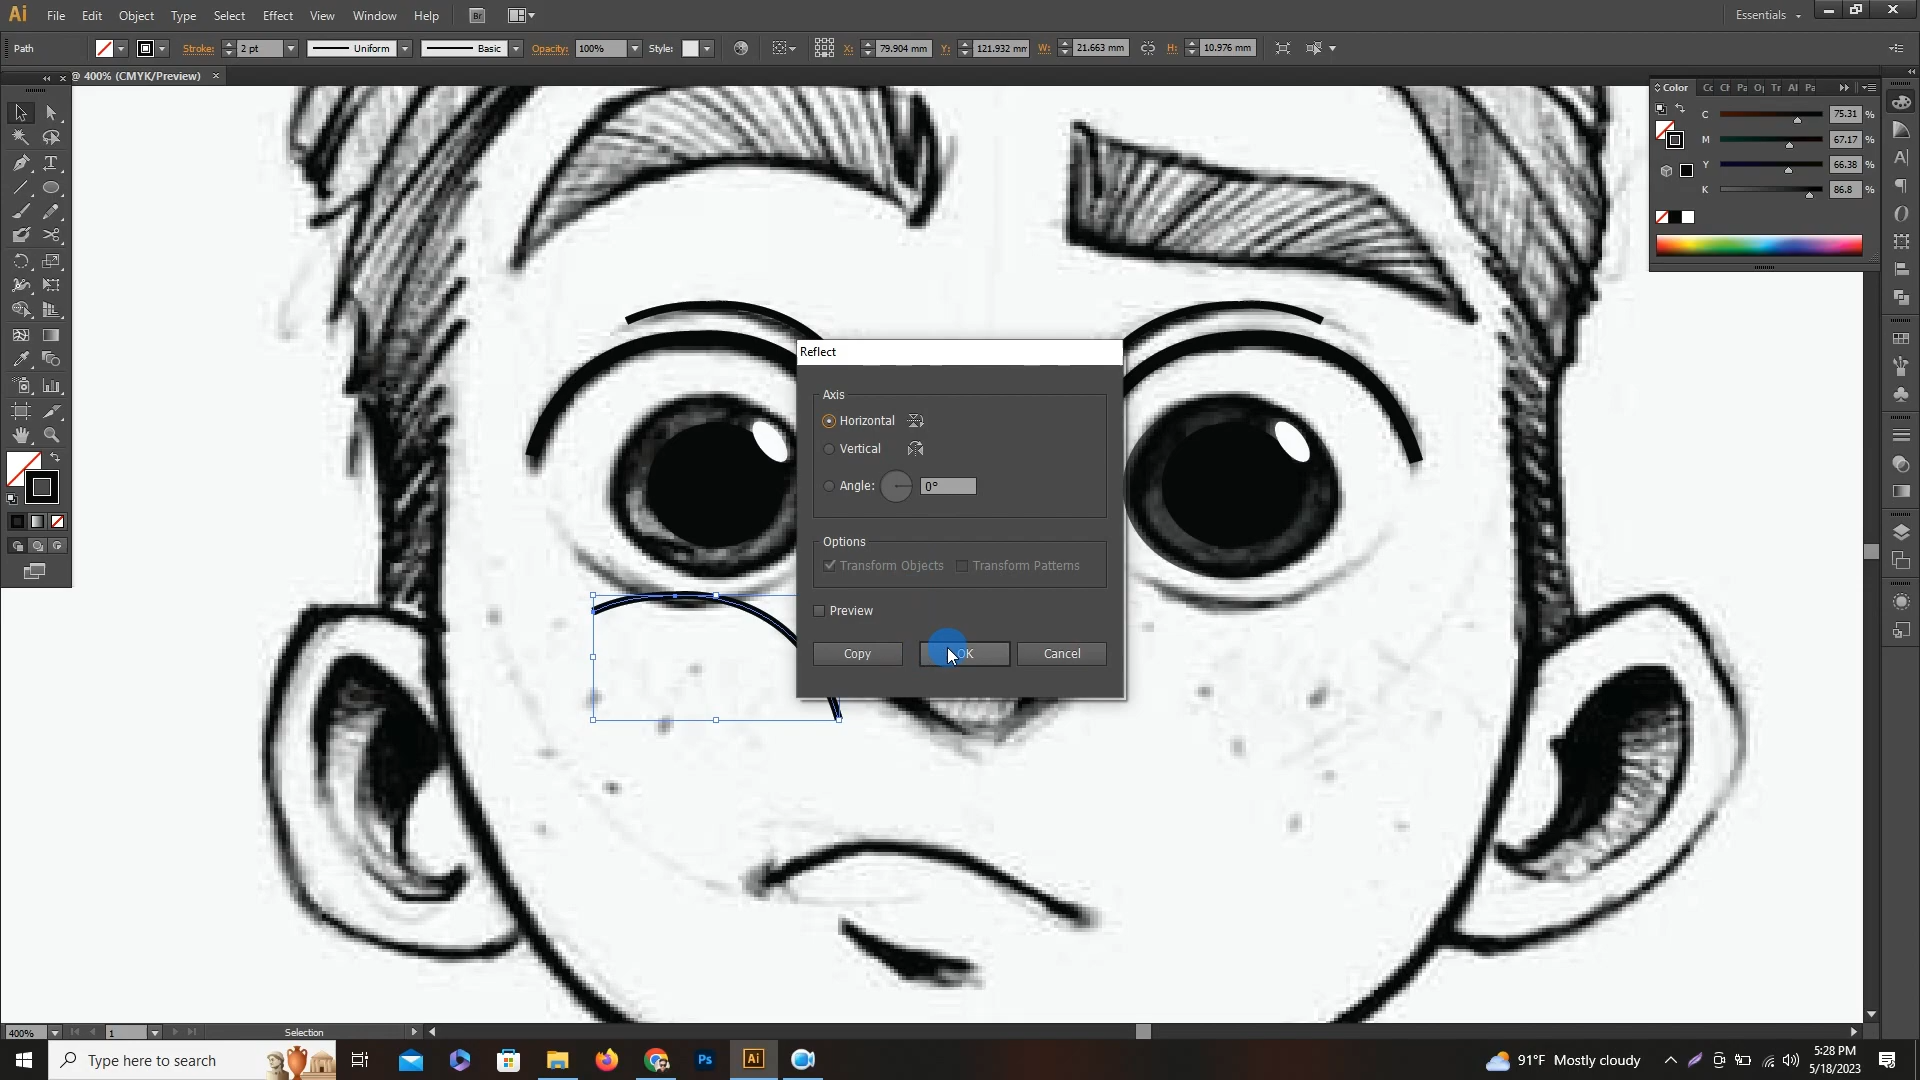 Ai File Edit Object Type Select Effect View Window Help Br Essentials
Path Stroke: 2 pt Uniform Basic Opacity: 100% Style: X: 79.904 mm Y: 121.932 mm W: 21.663 mm H: 10.976 mm
@ 400% (CMYK/Preview)
Color
C 75.31 %
M 67.17 %
Y 66.38 %
K 86.8 %
Reflect
Axis
Horizontal
Vertical
Angle: 0°
Options
Transform Objects Transform Patterns
Preview
Copy OK Cancel
400% 1 Selection
Type here to search
Ps Ai
91°F Mostly cloudy
5:28 PM
5/18/2023